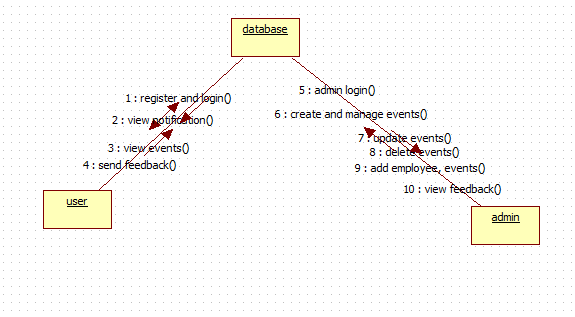 database
1 : register and login()
2 : view notification()
3 : view events()
4 : send feedback()
5 : admin login()
6 : create and manage events()
7 : update events()
8 : delete events()
9 : add employee, events()
10 : view feedback()
user
admin